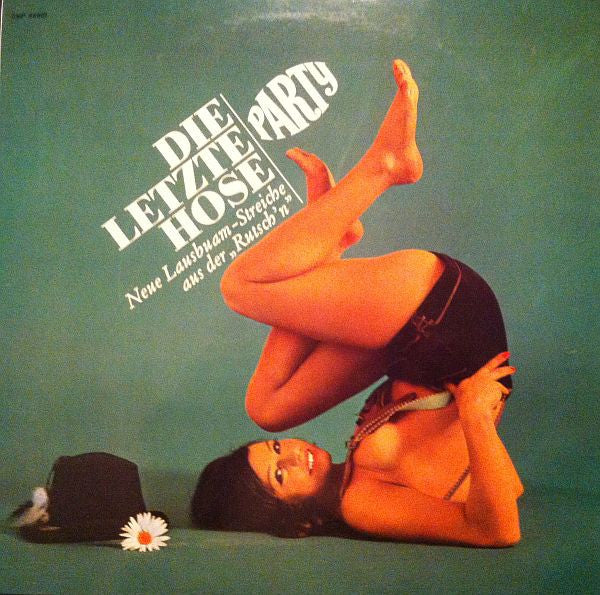 DIE
LETZTE
HOSE
PARTY
Neue Lausbuam-Streiche
aus der „Rutsch'n"